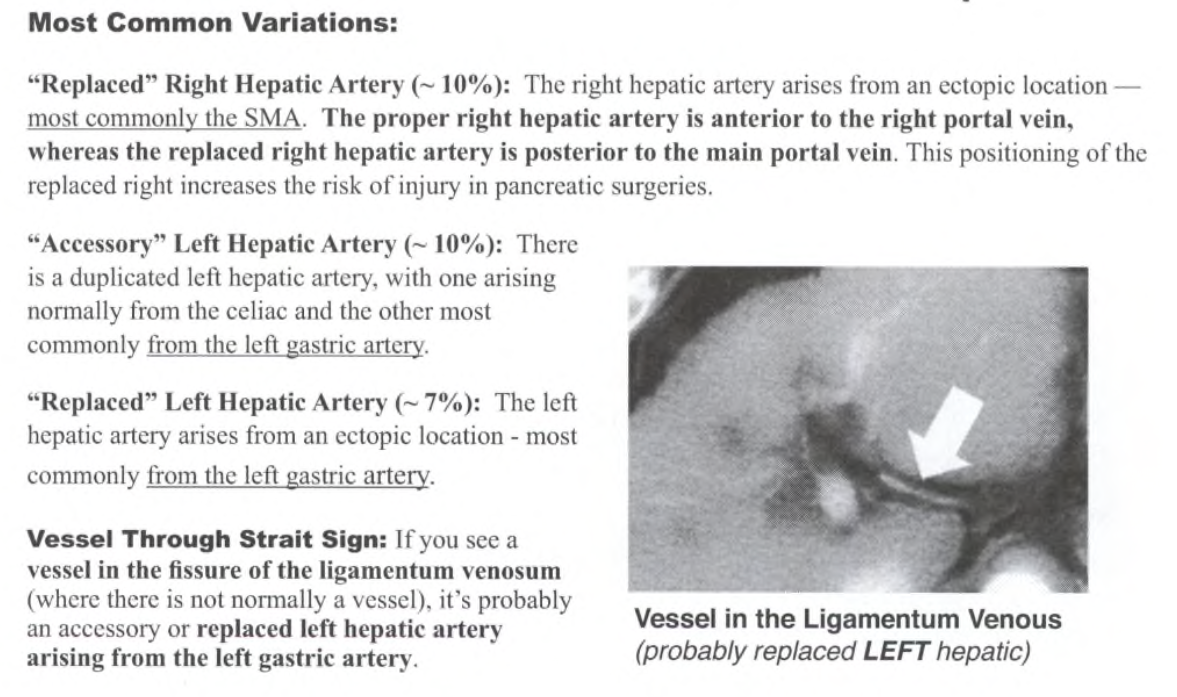 Most Common Variations:
“Replaced” Right Hepatic Artery (~ 10%): The right hepatic artery arises from an ectopic location —
most commonly the SMA. The proper right hepatic artery is anterior to the right portal vein,
whereas the replaced right hepatic artery is posterior to the main portal vein. This positioning of the
replaced right increases the risk of injury in pancreatic surgeries.
“Accessory” Left Hepatic Artery (~ 10%): There
is a duplicated left hepatic artery, with one arising
normally from the celiac and the other most
commonly from the left gastric artery.
“Replaced” Left Hepatic Artery (~ 7%): The left
hepatic artery arises from an ectopic location - most
commonly from the left gastric artery.
Vessel Through Strait Sign: If you see a
vessel in the fissure of the ligamentum venosum
(where there is not normally a vessel), it’s probably
an accessory or replaced left hepatic artery
arising from the left gastric artery.
Vessel in the Ligamentum Venous
(probably replaced LEFT hepatic)